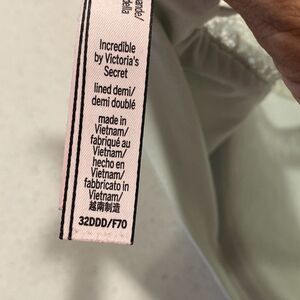 Incredible
by Victoria's
Secret
lined demi/
demi doublé
made in
Vietnam/
fabriqué au
Vietnam/
hecho en
Vietnam/
fabbricato in
Vietnam/
越南制造
32DDD/F70